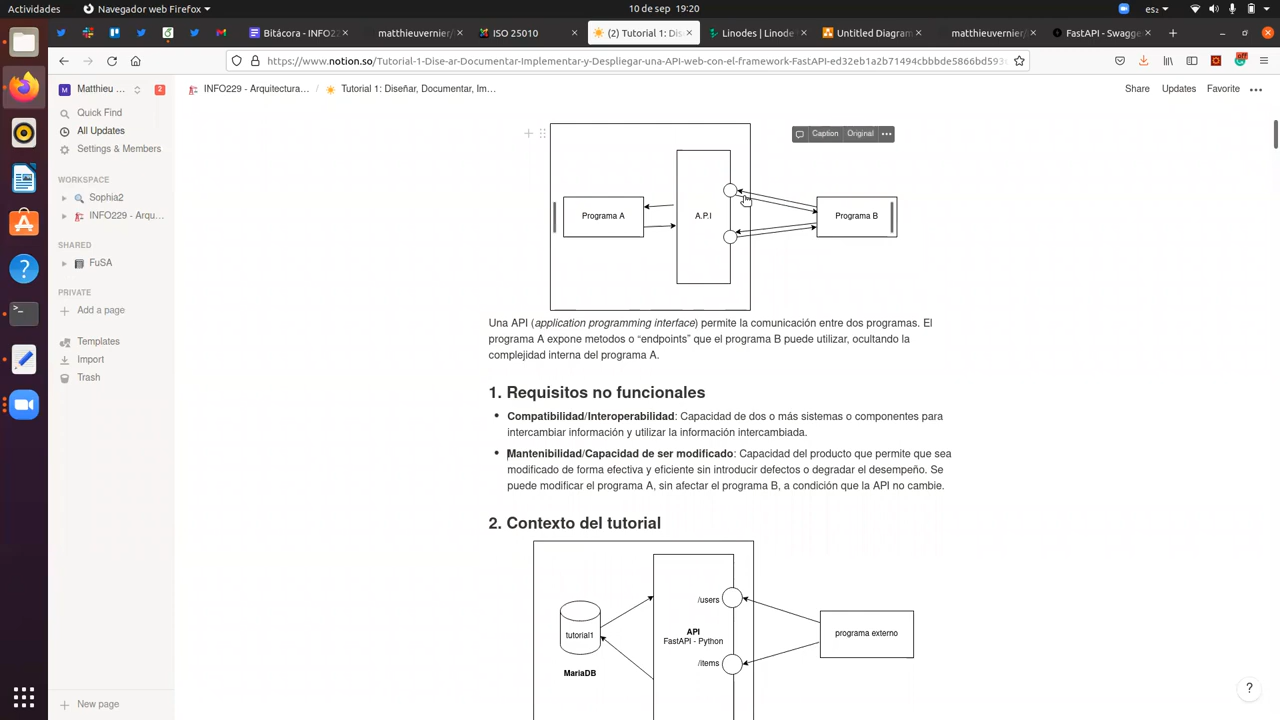 Actividades
Navegador web Firefox
10 de sep 19:20
es₂
Bitácora - INFO22
matthieuvernier/
ISO 25010
(2) Tutorial 1: Dis
Linodes | Linode
Untitled Diagram
matthieuvernier/
FastAPI - Swagge
https://www.notion.so/Tutorial-1-Dise-ar-Documentar-Implementar-y-Despliegar-una-API-web-con-el-framework-FastAPI-ed32eb1a2b71494cbbbde5866bd593
M Matthieu ... 2
INFO229 - Arquitectura... / Tutorial 1: Diseñar, Documentar, Im...
Share Updates Favorite
Quick Find
All Updates
Settings & Members
WORKSPACE
Sophia2
INFO229 - Arqu...
SHARED
FuSA
PRIVATE
Add a page
Templates
Import
Trash
New page
Caption Original
Programa A
A.P.I
Programa B
Una API (application programming interface) permite la comunicación entre dos programas. El
programa A expone metodos o “endpoints” que el programa B puede utilizar, ocultando la
complejidad interna del programa A.
1. Requisitos no funcionales
• Compatibilidad/Interoperabilidad: Capacidad de dos o más sistemas o componentes para
intercambiar información y utilizar la información intercambiada.
• Mantenibilidad/Capacidad de ser modificado: Capacidad del producto que permite que sea
modificado de forma efectiva y eficiente sin introducir defectos o degradar el desempeño. Se
puede modificar el programa A, sin afectar el programa B, a condición que la API no cambie.
2. Contexto del tutorial
/users
tutorial1
API
FastAPI - Python
programa externo
/items
MariaDB
?